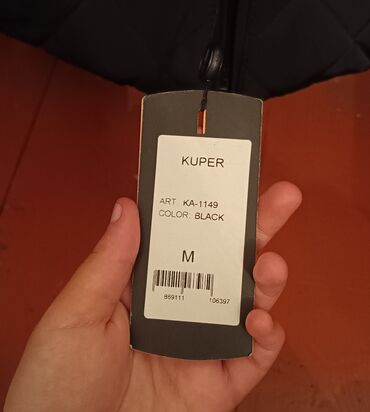 KUPER
ART KA-1149
COLOR: BLACK
M
869111 106397